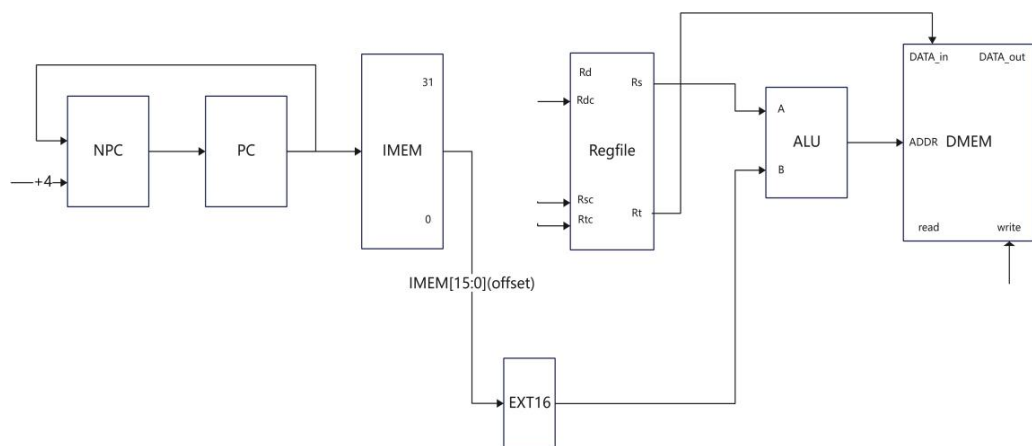 +4
NPC
PC
31
IMEM
0
IMEM[15:0](offset)
EXT16
Rd
Rs
Rdc
Regfile
Rsc
Rt
Rtc
A
ALU
B
DATA_in
DATA_out
ADDR
DMEM
read
write